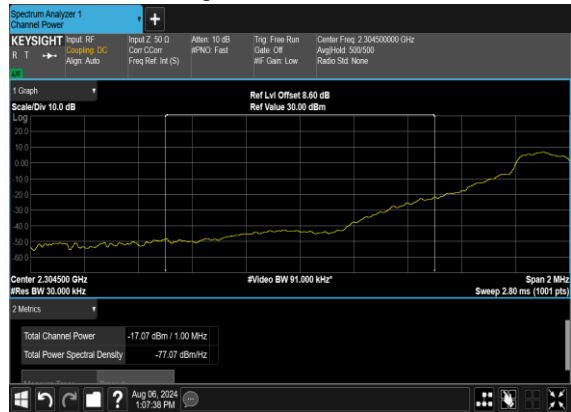 Spectrum Analyzer 1
Channel Power
+
KEYSIGHT
R T
LXI
Input: RF
Coupling: DC
Align: Auto
Input Z: 50 Ω
Corr CCorr
Freq Ref: Int (S)
Atten: 10 dB
#PNO: Fast
Trig: Free Run
Gate: Off
#IF Gain: Low
Center Freq: 2.304500000 GHz
Avg|Hold: 500/500
Radio Std: None
1 Graph
Scale/Div 10.0 dB
Ref Lvl Offset 8.60 dB
Ref Value 30.00 dBm
Log
20.0
10.0
0.00
-10.0
-20.0
-30.0
-40.0
-50.0
-60.0
Center 2.304500 GHz
#Res BW 30.000 kHz
#Video BW 91.000 kHz*
Span 2 MHz
Sweep 2.80 ms (1001 pts)
2 Metrics
Total Channel Power
-17.07 dBm / 1.00 MHz
Total Power Spectral Density
-77.07 dBm/Hz
?
Aug 06, 2024
1:07:38 PM